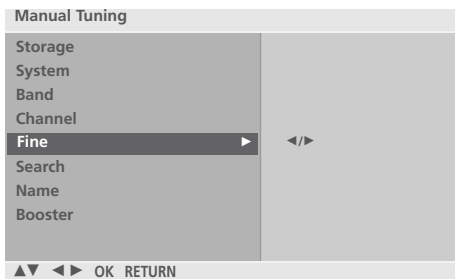 Manual Tuning
Storage
System
Band
Channel
Fine ► ◄/►
Search
Name
Booster
▲▼ ◄ ► OK RETURN